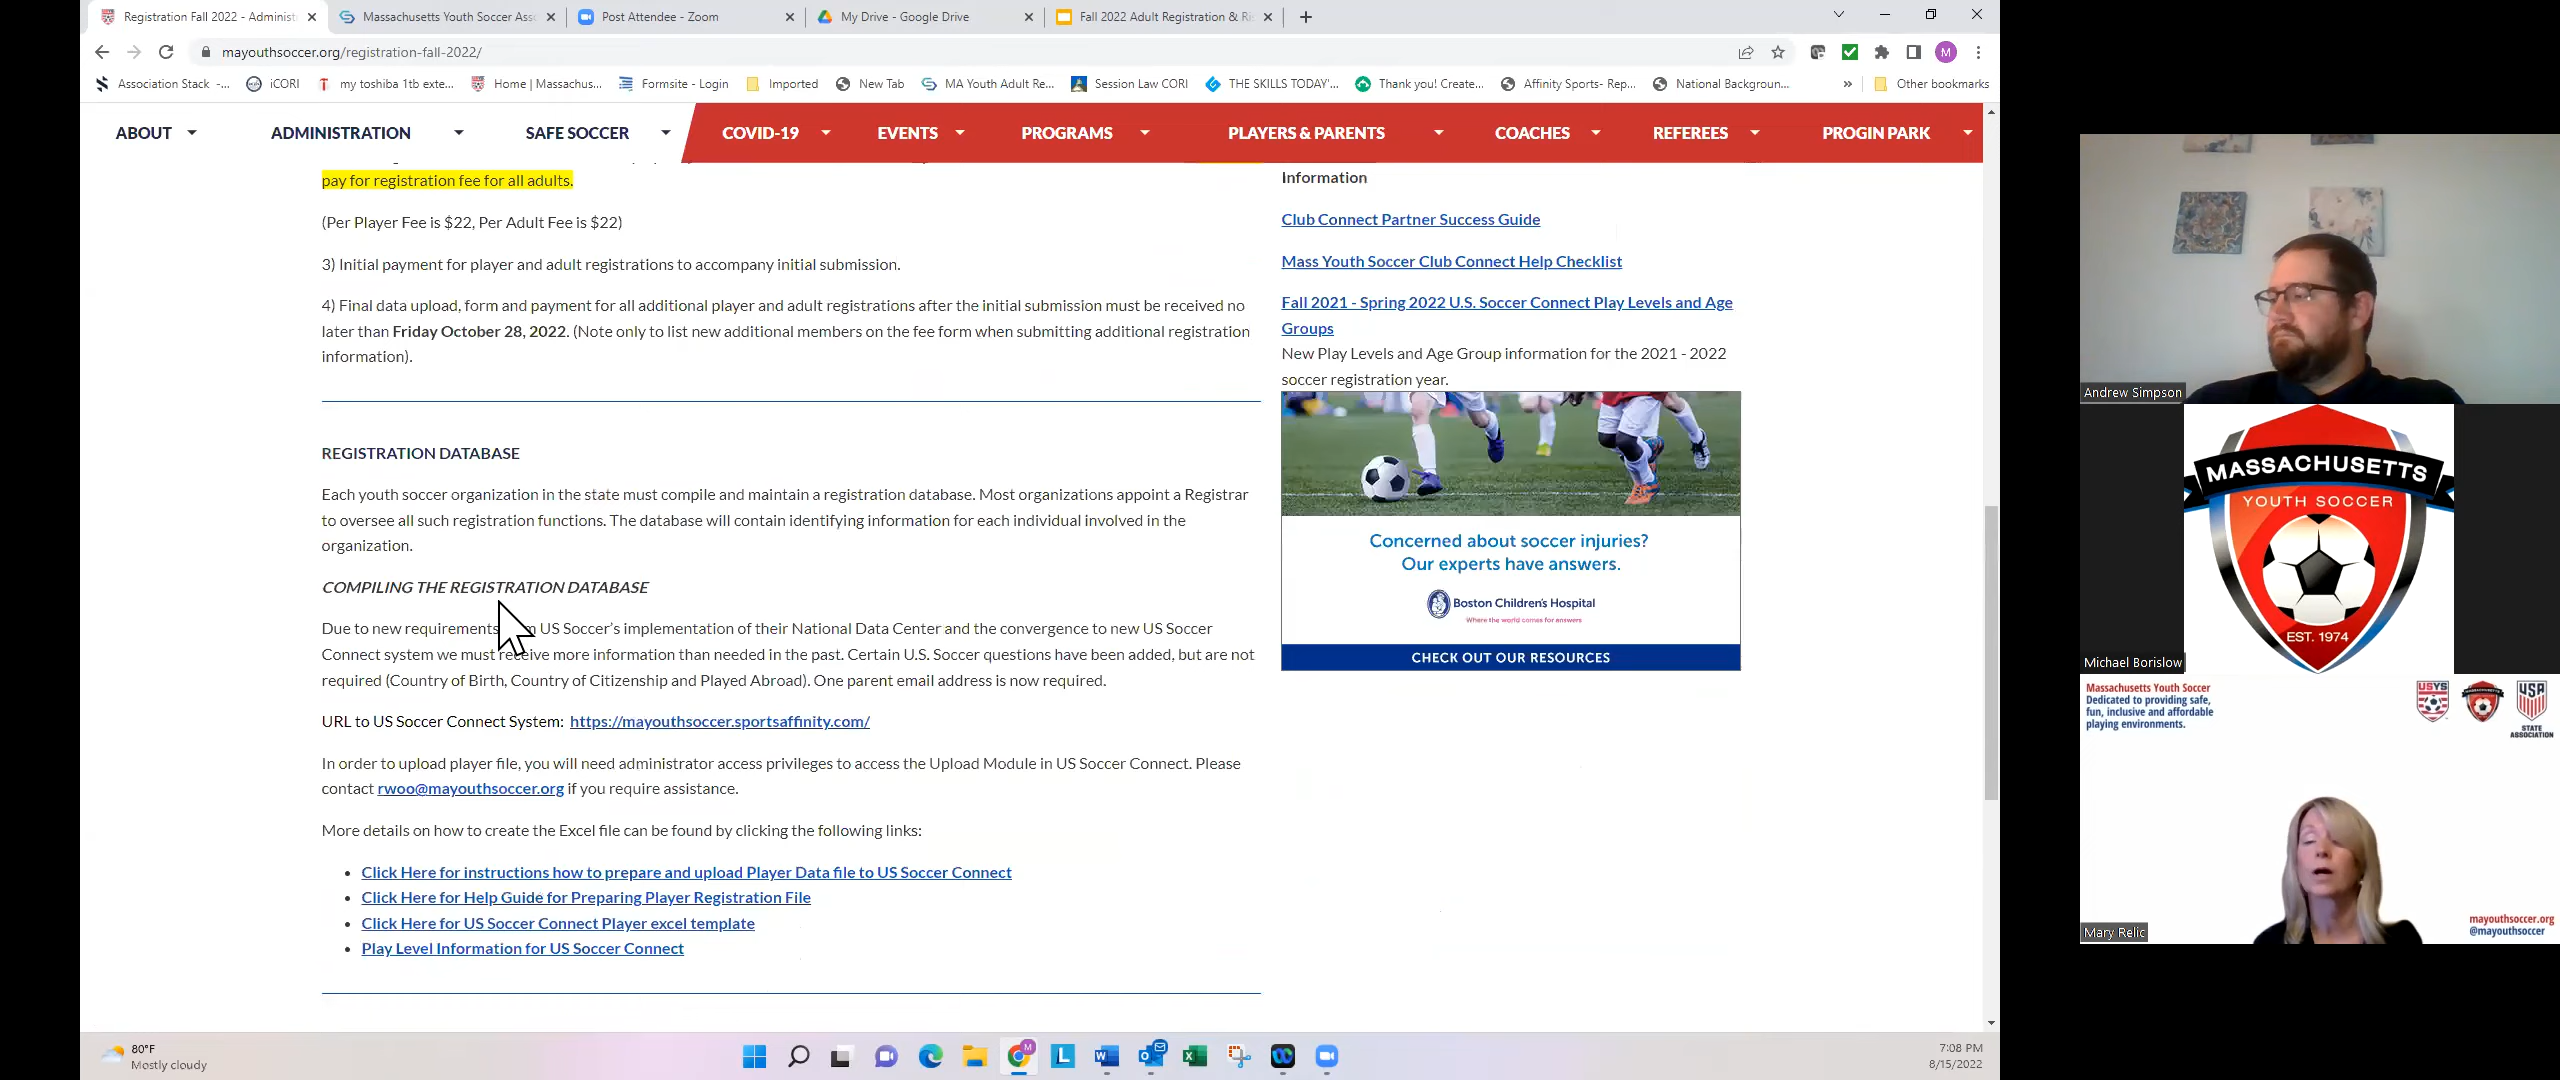 Registration Fall 2022 - Administ
Massachusetts Youth Soccer Ass
Post Attendee - Zoom
My Drive - Google Drive
Fall 2022 Adult Registration & Ri
mayouthsoccer.org/registration-fall-2022/
M
Association Stack -...
iCORI
my toshiba 1tb exte...
Home | Massachus...
Formsite - Login
Imported
New Tab
MA Youth Adult Re...
Session Law CORI
THE SKILLS TODAY'...
Thank you! Create...
Affinity Sports- Rep...
National Backgroun...
»
Other bookmarks
ABOUT
ADMINISTRATION
SAFE SOCCER
COVID-19
EVENTS
PROGRAMS
PLAYERS & PARENTS
COACHES
REFEREES
PROGIN PARK
pay for registration fee for all adults.
(Per Player Fee is $22, Per Adult Fee is $22)
3) Initial payment for player and adult registrations to accompany initial submission.
4) Final data upload, form and payment for all additional player and adult registrations after the initial submission must be received no
later than Friday October 28, 2022. (Note only to list new additional members on the fee form when submitting additional registration
information).
REGISTRATION DATABASE
Each youth soccer organization in the state must compile and maintain a registration database. Most organizations appoint a Registrar
to oversee all such registration functions. The database will contain identifying information for each individual involved in the
organization.
COMPILING THE REGISTRATION DATABASE
Due to new requirements US Soccer's implementation of their National Data Center and the convergence to new US Soccer
Connect system we must receive more information than needed in the past. Certain U.S. Soccer questions have been added, but are not
required (Country of Birth, Country of Citizenship and Played Abroad). One parent email address is now required.
URL to US Soccer Connect System: https://mayouthsoccer.sportsaffinity.com/
In order to upload player file, you will need administrator access privileges to access the Upload Module in US Soccer Connect. Please
contact rwoo@mayouthsoccer.org if you require assistance.
More details on how to create the Excel file can be found by clicking the following links:
• Click Here for instructions how to prepare and upload Player Data file to US Soccer Connect
• Click Here for Help Guide for Preparing Player Registration File
• Click Here for US Soccer Connect Player excel template
• Play Level Information for US Soccer Connect
Information
Club Connect Partner Success Guide
Mass Youth Soccer Club Connect Help Checklist
Fall 2021 - Spring 2022 U.S. Soccer Connect Play Levels and Age
Groups
New Play Levels and Age Group information for the 2021 - 2022
soccer registration year.
Concerned about soccer injuries?
Our experts have answers.
Boston Children's Hospital
Where the world comes for answers
CHECK OUT OUR RESOURCES
80°F
Mostly cloudy
7:08 PM
8/15/2022
Andrew Simpson
MASSACHUSETTS
YOUTH SOCCER
EST. 1974
Michael Borislow
Massachusetts Youth Soccer
Dedicated to providing safe,
fun, inclusive and affordable
playing environments.
USYS
USA
STATE
ASSOCIATION
mayouthsoccer.org
@mayouthsoccer
Mary Relic